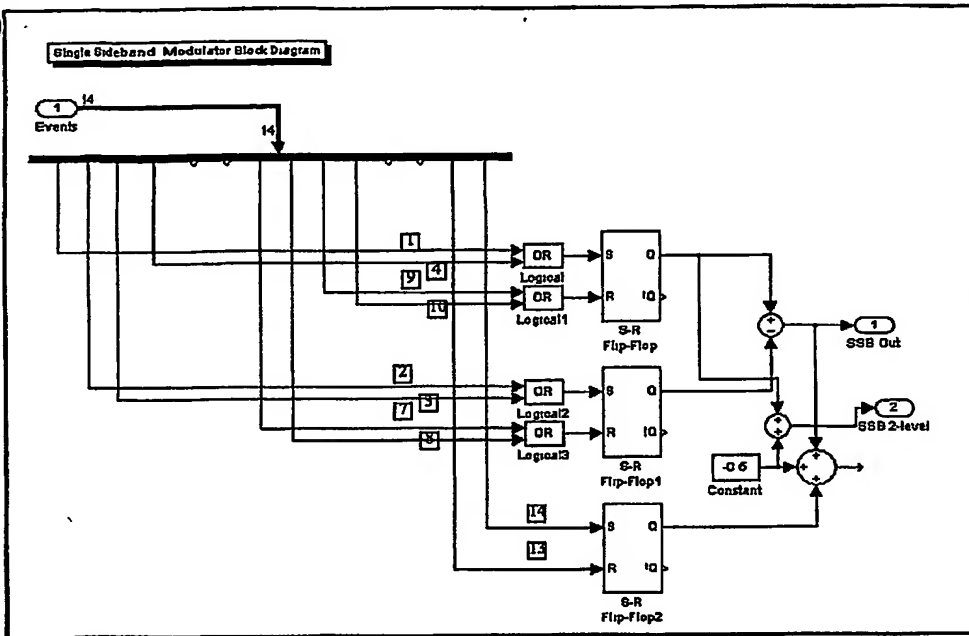 Single Sideband Modulator Block Diagram
1
14
Events
14
1
4
9
10
OR
Logical
OR
Logical1
S Q
R !Q
S-R
Flip-Flop
+
-
1
SSB Out
2
3
7
8
OR
Logical2
OR
Logical3
S Q
R !Q
S-R
Flip-Flop1
+
+
2
SSB 2-level
-0.5
Constant
+
+
+
14
13
S Q
R !Q
S-R
Flip-Flop2